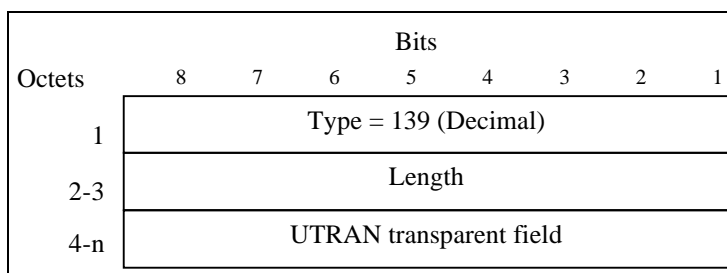 Bits
Octets 8 7 6 5 4 3 2 1
1 Type = 139 (Decimal)
2-3 Length
4-n UTRAN transparent field